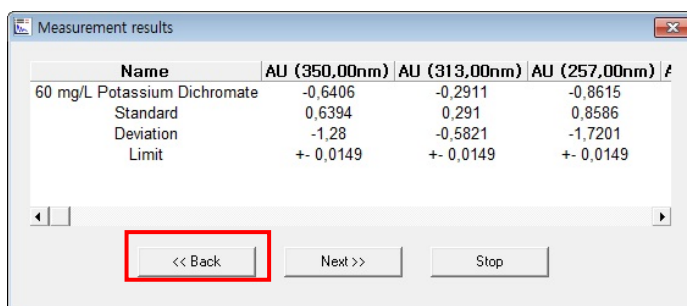 Measurement results
Name AU (350,00nm) AU (313,00nm) AU (257,00nm)
60 mg/L Potassium Dichromate -0,6406 -0,2911 -0,8615
Standard 0,6394 0,291 0,8586
Deviation -1,28 -0,5821 -1,7201
Limit +- 0,0149 +- 0,0149 +- 0,0149
<< Back Next >> Stop